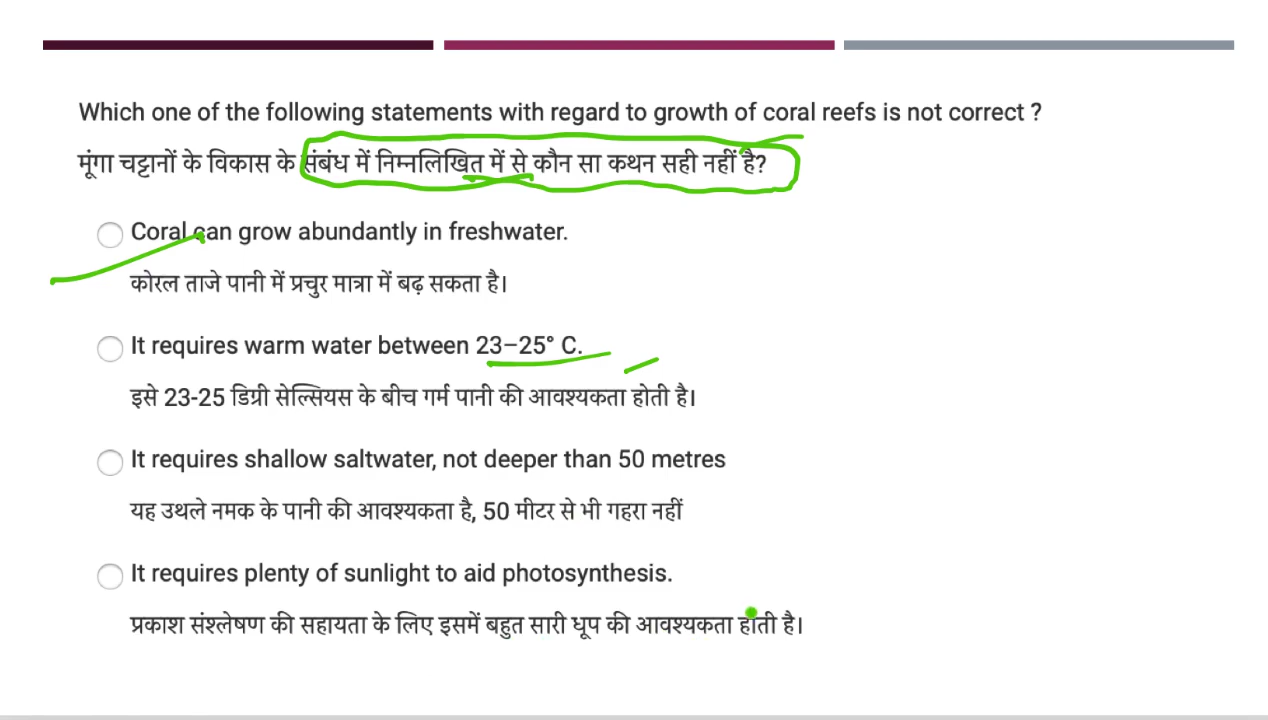 Which one of the following statements with regard to growth of coral reefs is not correct ?
मूंगा चट्टानों के विकास के संबंध में निम्नलिखित में से कौन सा कथन सही नहीं है?
Coral can grow abundantly in freshwater.
कोरल ताजे पानी में प्रचुर मात्रा में बढ़ सकता है।
It requires warm water between 23–25° C.
इसे 23-25 डिग्री सेल्सियस के बीच गर्म पानी की आवश्यकता होती है।
It requires shallow saltwater, not deeper than 50 metres
यह उथले नमक के पानी की आवश्यकता है, 50 मीटर से भी गहरा नहीं
It requires plenty of sunlight to aid photosynthesis.
प्रकाश संश्लेषण की सहायता के लिए इसमें बहुत सारी धूप की आवश्यकता होती है।